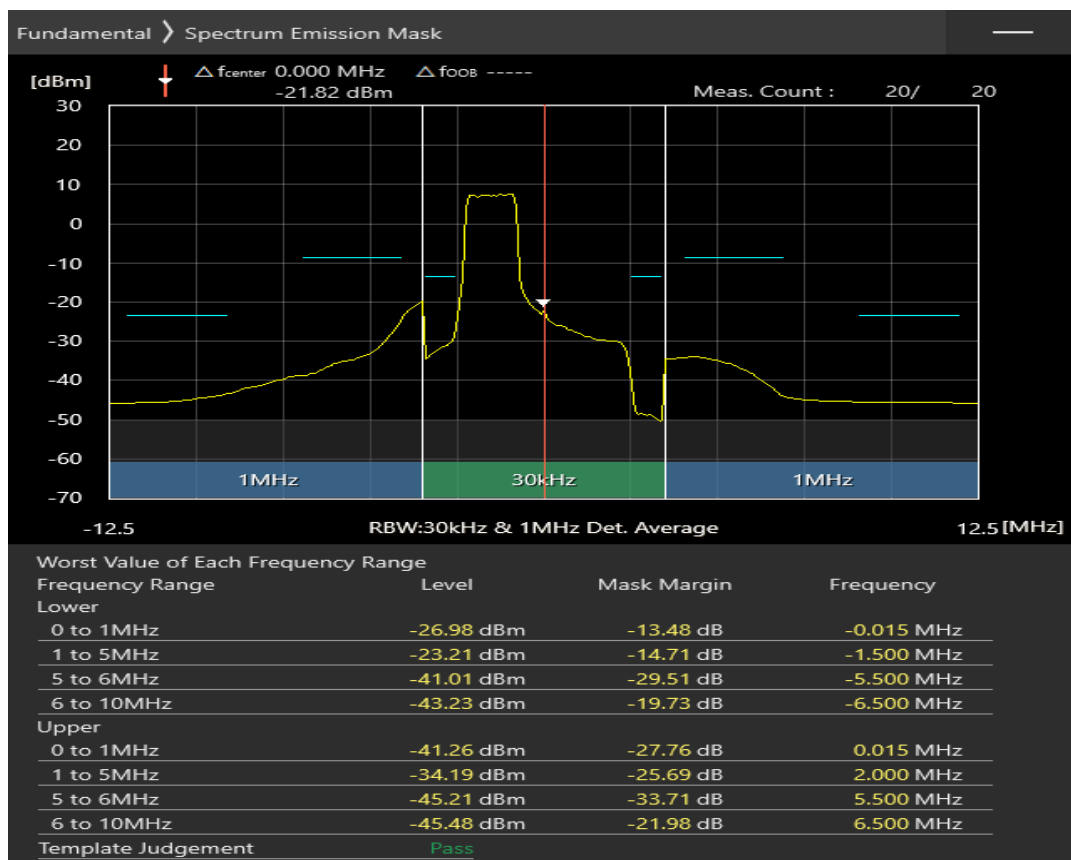 Fundamental ❯ Spectrum Emission Mask
△ fcenter 0.000 MHz △ fOOB -----
[dBm] -21.82 dBm Meas. Count : 20/ 20
30
20
10
0
-10
-20
-30
-40
-50
-60
1MHz 30kHz 1MHz
-70
-12.5 RBW:30kHz & 1MHz Det. Average 12.5 [MHz]
Worst Value of Each Frequency Range
Frequency Range Level Mask Margin Frequency
Lower
0 to 1MHz -26.98 dBm -13.48 dB -0.015 MHz
1 to 5MHz -23.21 dBm -14.71 dB -1.500 MHz
5 to 6MHz -41.01 dBm -29.51 dB -5.500 MHz
6 to 10MHz -43.23 dBm -19.73 dB -6.500 MHz
Upper
0 to 1MHz -41.26 dBm -27.76 dB 0.015 MHz
1 to 5MHz -34.19 dBm -25.69 dB 2.000 MHz
5 to 6MHz -45.21 dBm -33.71 dB 5.500 MHz
6 to 10MHz -45.48 dBm -21.98 dB 6.500 MHz
Template Judgement Pass